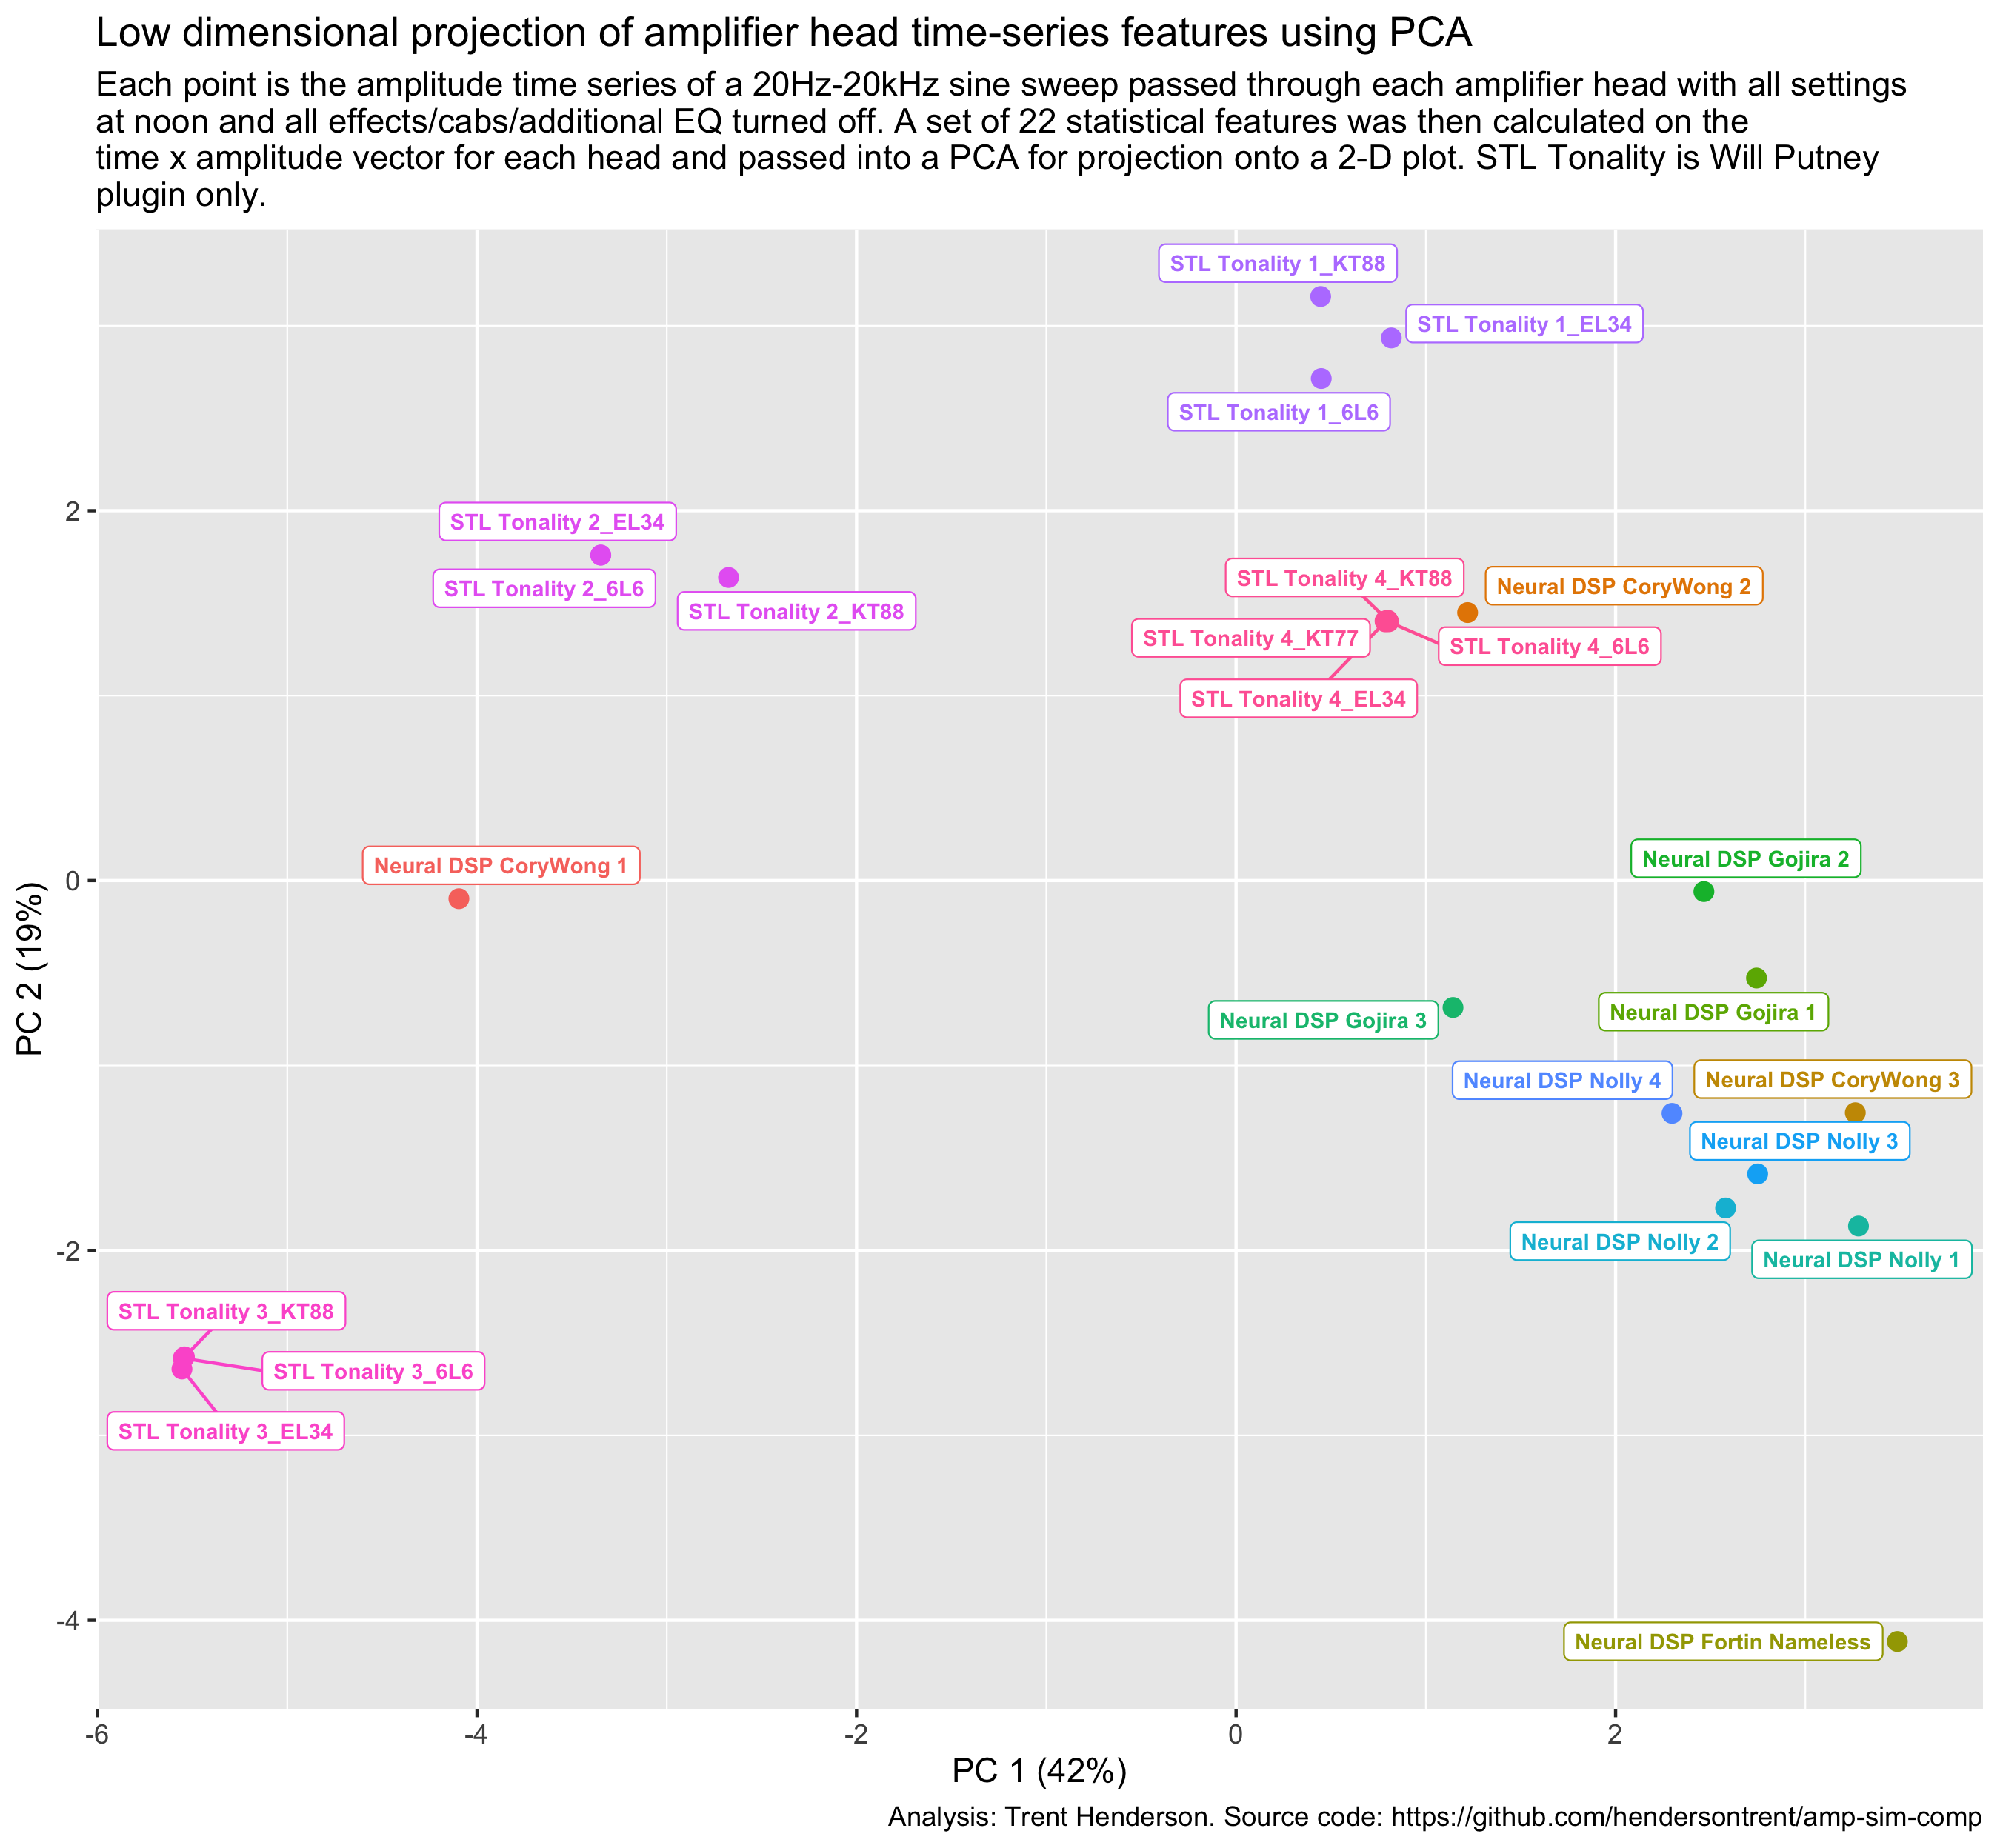 Low dimensional projection of amplifier head time-series features using PCA
Each point is the amplitude time series of a 20Hz-20kHz sine sweep passed through each amplifier head with all settings
at noon and all effects/cabs/additional EQ turned off. A set of 22 statistical features was then calculated on the
time x amplitude vector for each head and passed into a PCA for projection onto a 2-D plot. STL Tonality is Will Putney
plugin only.
STL Tonality 1_KT88
STL Tonality 1_EL34
STL Tonality 1_6L6
2
STL Tonality 2_EL34
STL Tonality 2_6L6
STL Tonality 2_KT88
STL Tonality 4_KT88
Neural DSP CoryWong 2
STL Tonality 4_KT77
STL Tonality 4_6L6
STL Tonality 4_EL34
0
Neural DSP CoryWong 1
Neural DSP Gojira 2
Neural DSP Gojira 1
Neural DSP Gojira 3
Neural DSP Nolly 4
Neural DSP CoryWong 3
Neural DSP Nolly 3
Neural DSP Nolly 2
Neural DSP Nolly 1
-2
STL Tonality 3_KT88
STL Tonality 3_6L6
STL Tonality 3_EL34
-4
Neural DSP Fortin Nameless
PC 2 (19%)
-6
-4
-2
0
2
PC 1 (42%)
Analysis: Trent Henderson. Source code: https://github.com/hendersontrent/amp-sim-comp